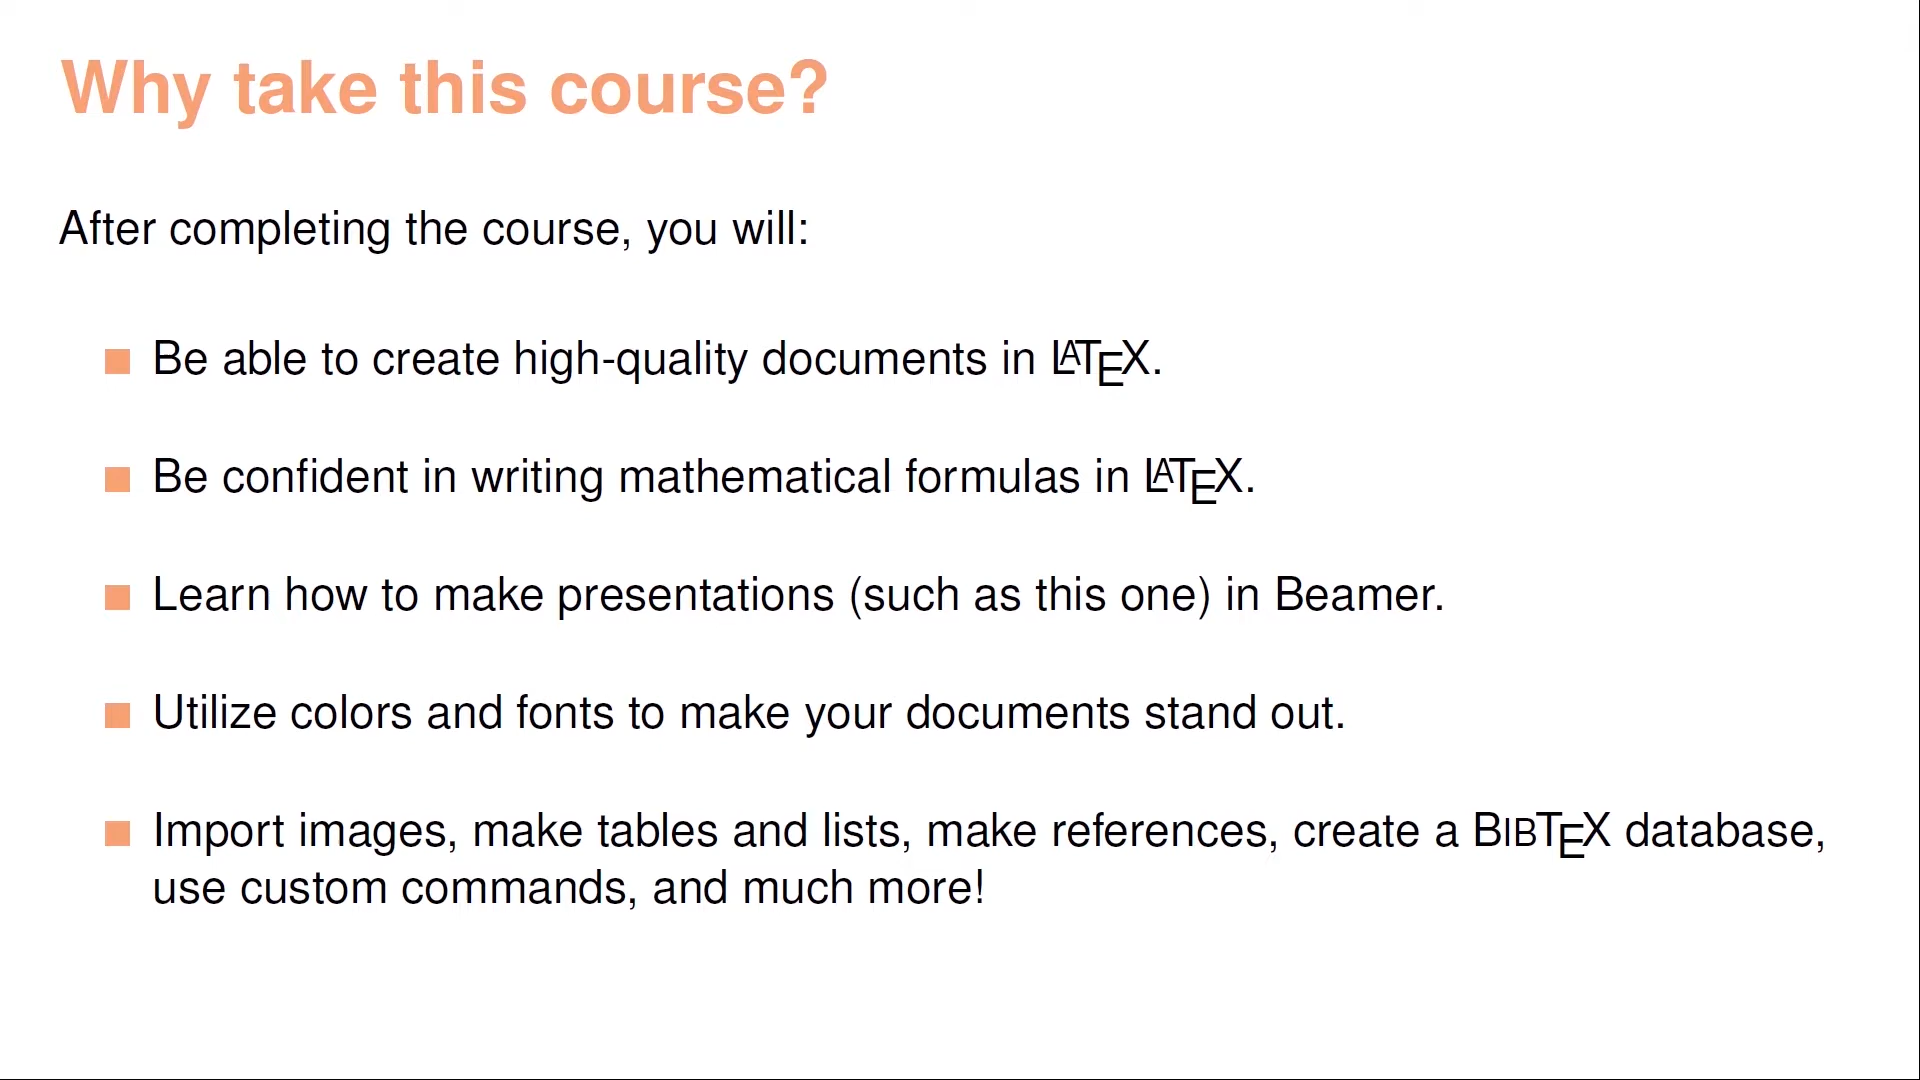 Why take this course?
After completing the course, you will:
Be able to create high-quality documents in LATEX.
Be confident in writing mathematical formulas in LATEX.
Learn how to make presentations (such as this one) in Beamer.
Utilize colors and fonts to make your documents stand out.
Import images, make tables and lists, make references, create a BIBTEX database,
use custom commands, and much more!